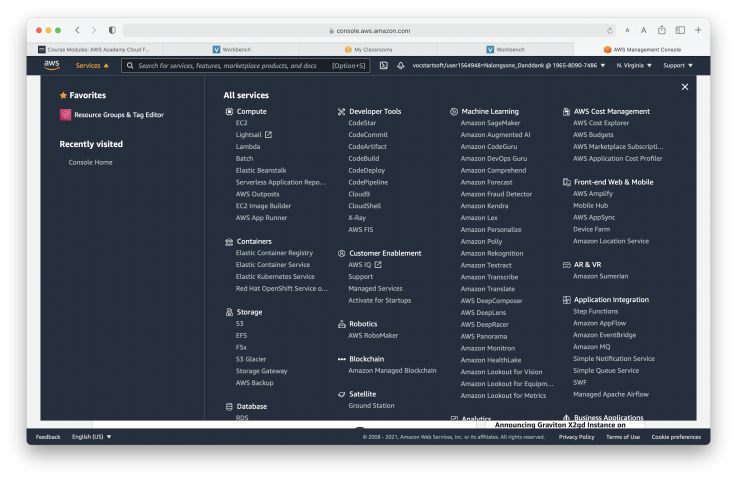 console.aws.amazon.com
Course Modules: AWS Academy Cloud F...
Workbench
My Classrooms
Workbench
AWS Management Console
aws
Services ▲
Search for services, features, marketplace products, and docs
[Option+S]
vocstartsoft/user1564948=Nalongsone_Danddank @ 1965-8090-7486 ▼
N. Virginia ▼
Support ▼
Favorites
Resource Groups & Tag Editor
Recently visited
Console Home
All services
Compute
EC2
Lightsail
Lambda
Batch
Elastic Beanstalk
Serverless Application Repo...
AWS Outposts
EC2 Image Builder
AWS App Runner
Containers
Elastic Container Registry
Elastic Container Service
Elastic Kubernetes Service
Red Hat OpenShift Service o...
Storage
S3
EFS
FSx
S3 Glacier
Storage Gateway
AWS Backup
Database
RDS
Developer Tools
CodeStar
CodeCommit
CodeArtifact
CodeBuild
CodeDeploy
CodePipeline
Cloud9
CloudShell
X-Ray
AWS FIS
Customer Enablement
AWS IQ
Support
Managed Services
Activate for Startups
Robotics
AWS RoboMaker
Blockchain
Amazon Managed Blockchain
Satellite
Ground Station
Machine Learning
Amazon SageMaker
Amazon Augmented AI
Amazon CodeGuru
Amazon DevOps Guru
Amazon Comprehend
Amazon Forecast
Amazon Fraud Detector
Amazon Kendra
Amazon Lex
Amazon Personalize
Amazon Polly
Amazon Rekognition
Amazon Textract
Amazon Transcribe
Amazon Translate
AWS DeepComposer
AWS DeepLens
AWS DeepRacer
AWS Panorama
Amazon Monitron
Amazon HealthLake
Amazon Lookout for Vision
Amazon Lookout for Equipm...
Amazon Lookout for Metrics
Analytics
AWS Cost Management
AWS Cost Explorer
AWS Budgets
AWS Marketplace Subscripti...
AWS Application Cost Profiler
Front-end Web & Mobile
AWS Amplify
Mobile Hub
AWS AppSync
Device Farm
Amazon Location Service
AR & VR
Amazon Sumerian
Application Integration
Step Functions
Amazon AppFlow
Amazon EventBridge
Amazon MQ
Simple Notification Service
Simple Queue Service
SWF
Managed Apache Airflow
Business Applications
Announcing Graviton X2gd Instance on
Feedback
English (US) ▼
© 2008 - 2021, Amazon Web Services, Inc. or its affiliates. All rights reserved.
Privacy Policy
Terms of Use
Cookie preferences